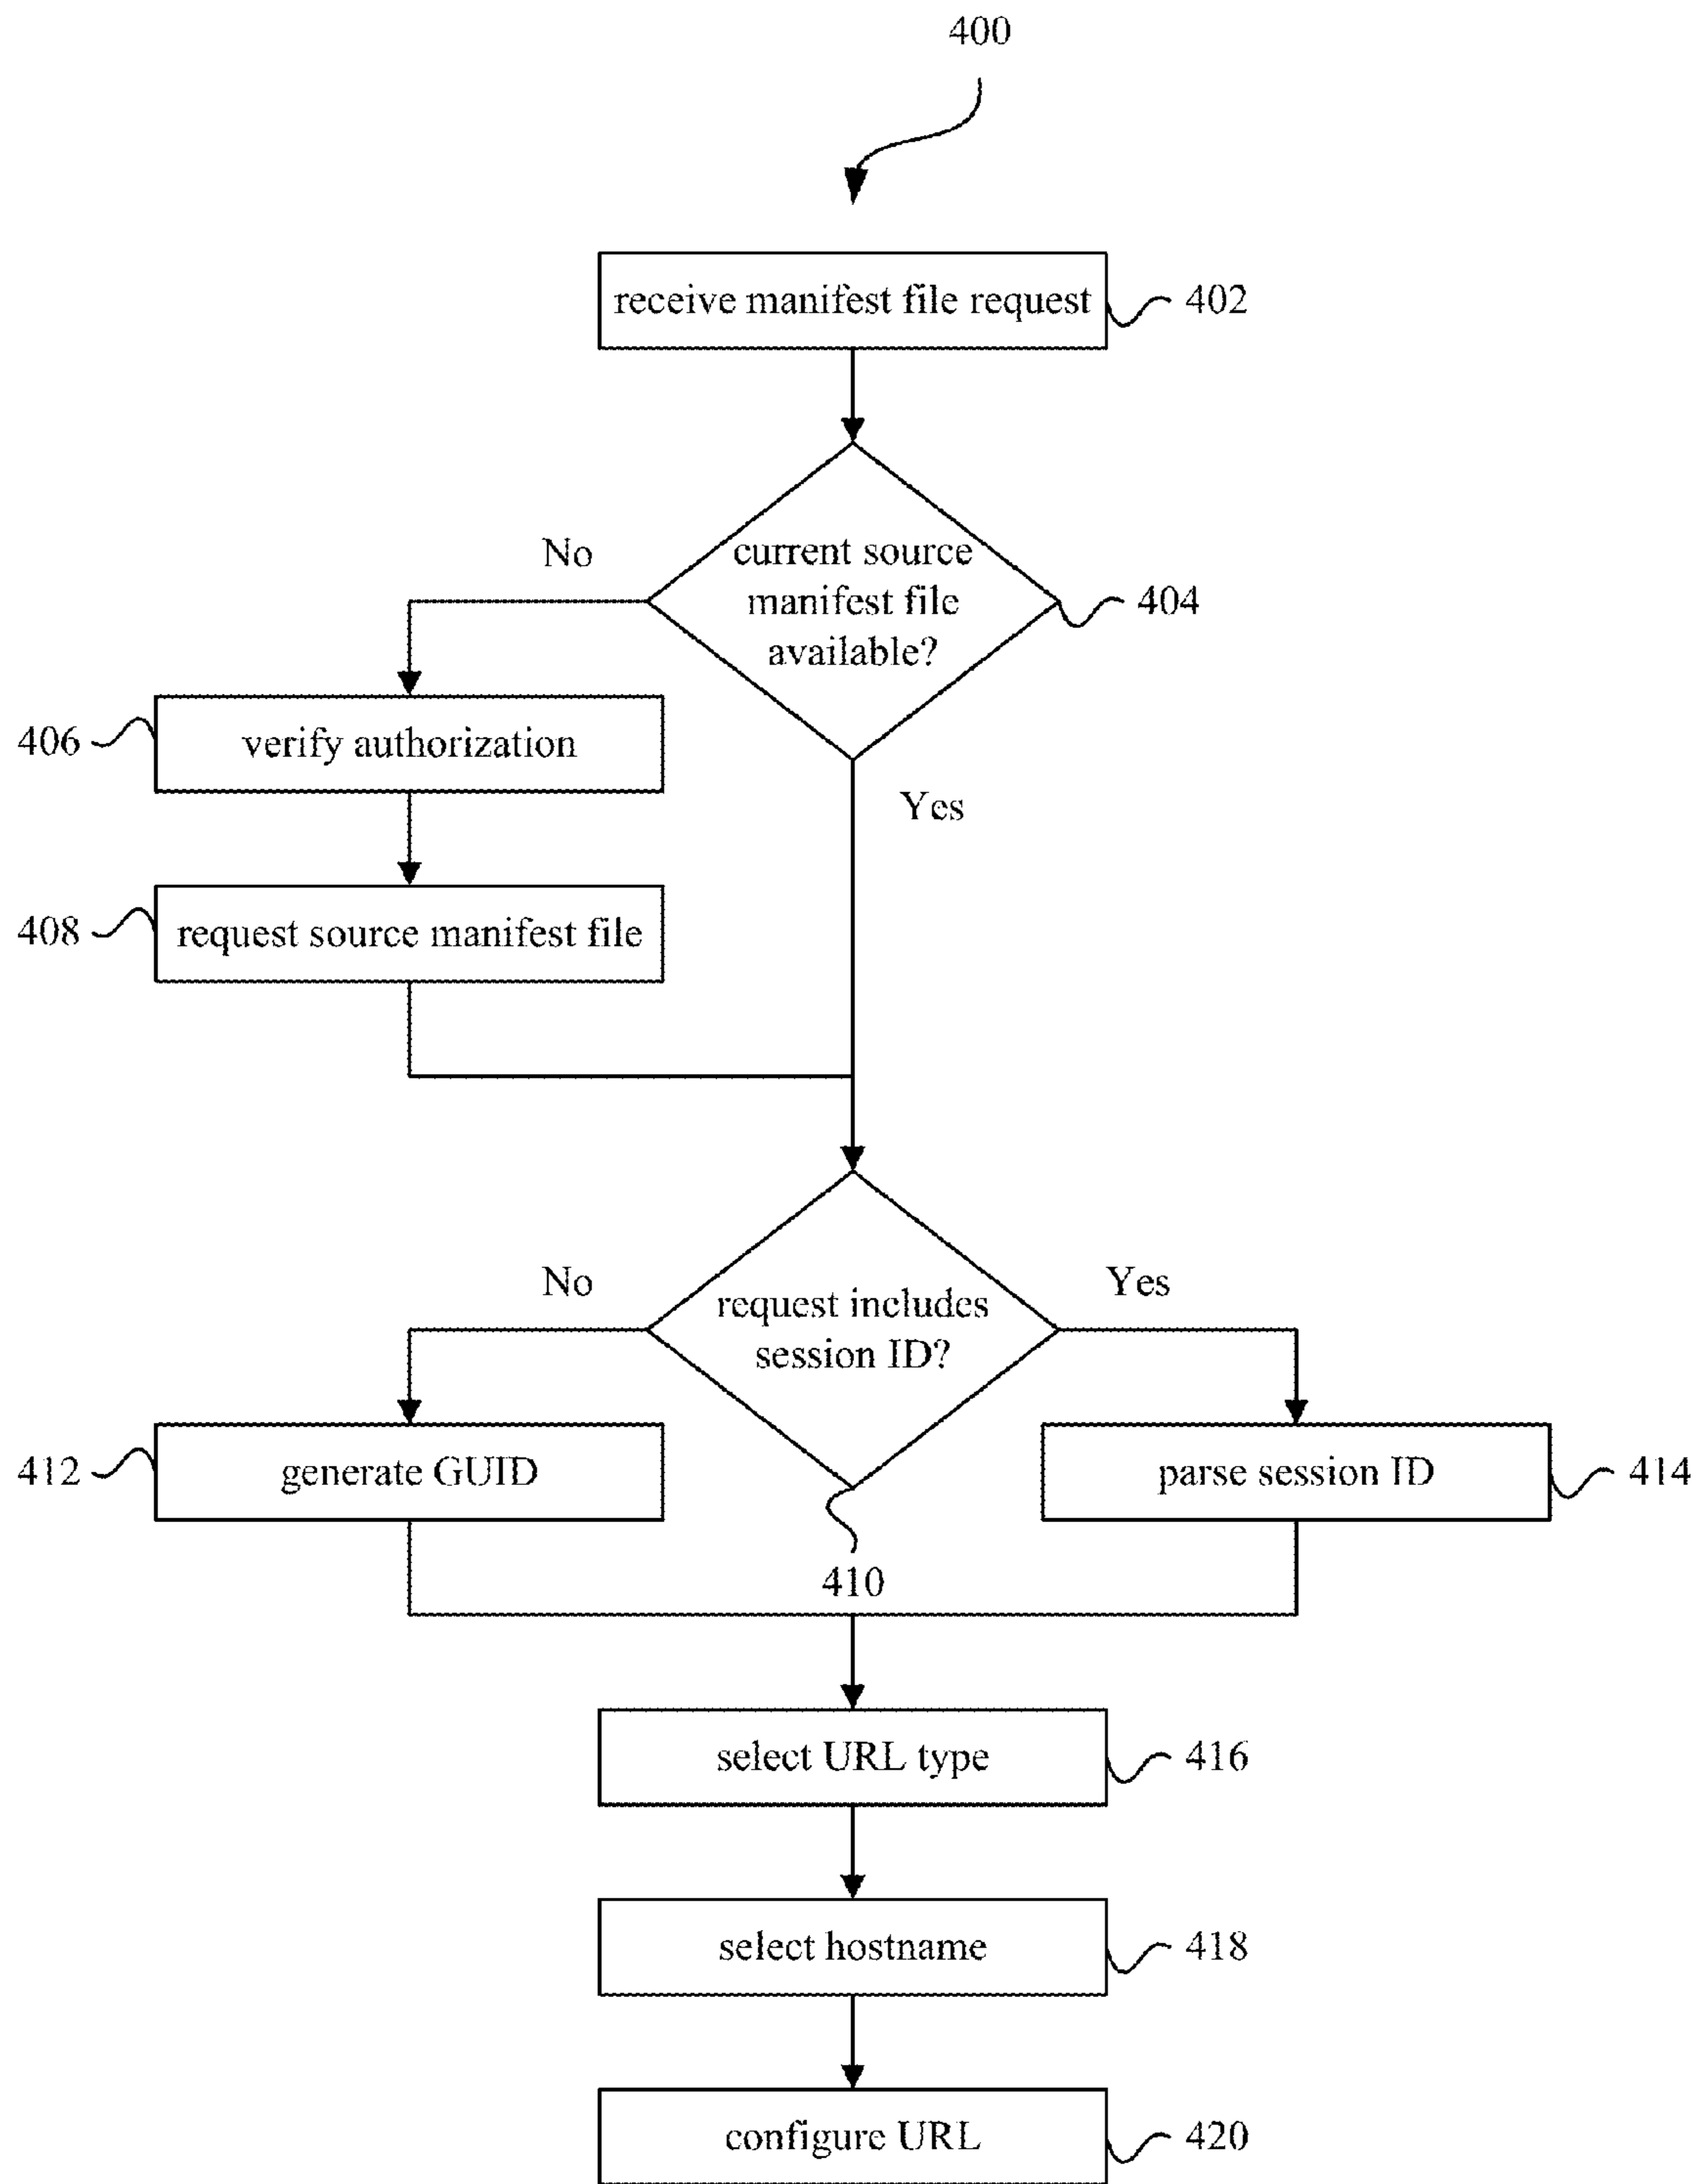 400
receive manifest file request
402
current source
manifest file
available?
404
No
Yes
406
verify authorization
408
request source manifest file
No
Yes
request includes
session ID?
412
generate GUID
parse session ID
414
410
select URL type
416
select hostname
418
configure URL
420